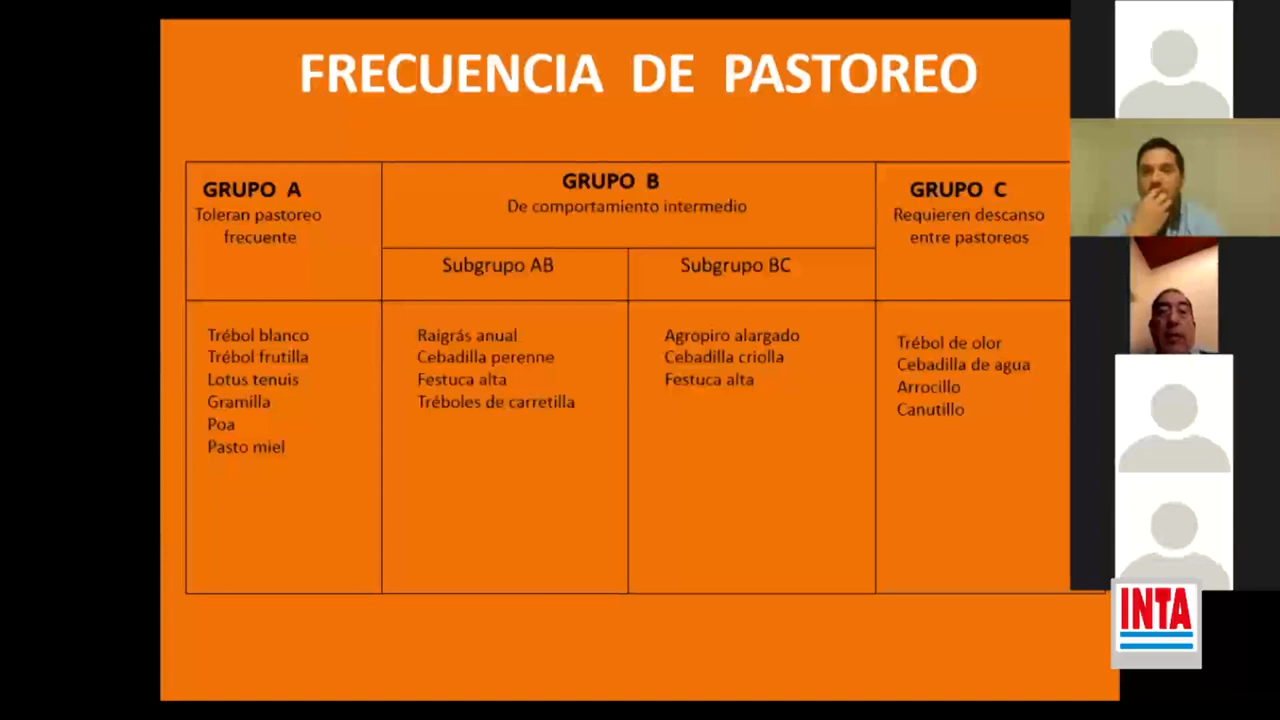 FRECUENCIA DE PASTOREO
GRUPO A
Toleran pastoreo
frecuente
GRUPO B
De comportamiento intermedio
GRUPO C
Requieren descanso
entre pastoreos
Subgrupo AB
Subgrupo BC
Trébol blanco
Trébol frutilla
Lotus tenuis
Gramilla
Poa
Pasto miel
Raigrás anual
Cebadilla perenne
Festuca alta
Tréboles de carretilla
Agropiro alargado
Cebadilla criolla
Festuca alta
Trébol de olor
Cebadilla de agua
Arrocillo
Canutillo
INTA